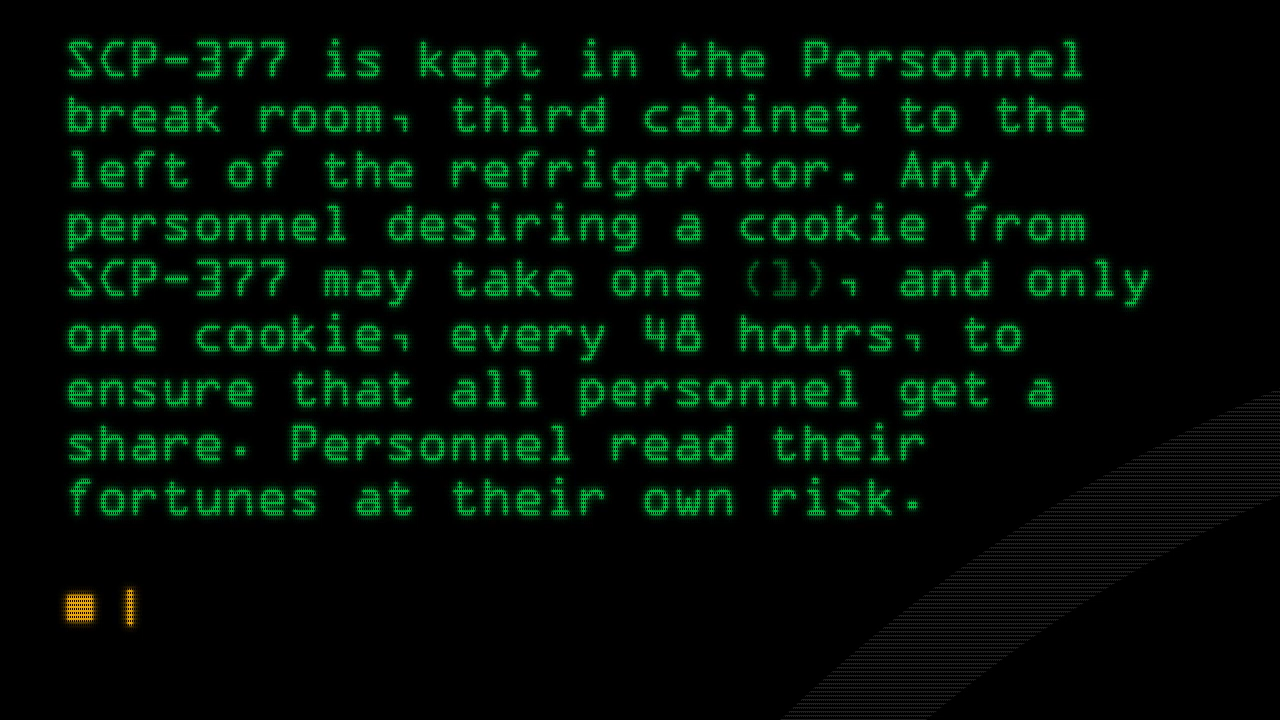 SCP-377 is kept in the Personnel
break room, third cabinet to the
left of the refrigerator. Any
personnel desiring a cookie from
SCP-377 may take one (1), and only
one cookie, every 48 hours, to
ensure that all personnel get a
share. Personnel read their
fortunes at their own risk.